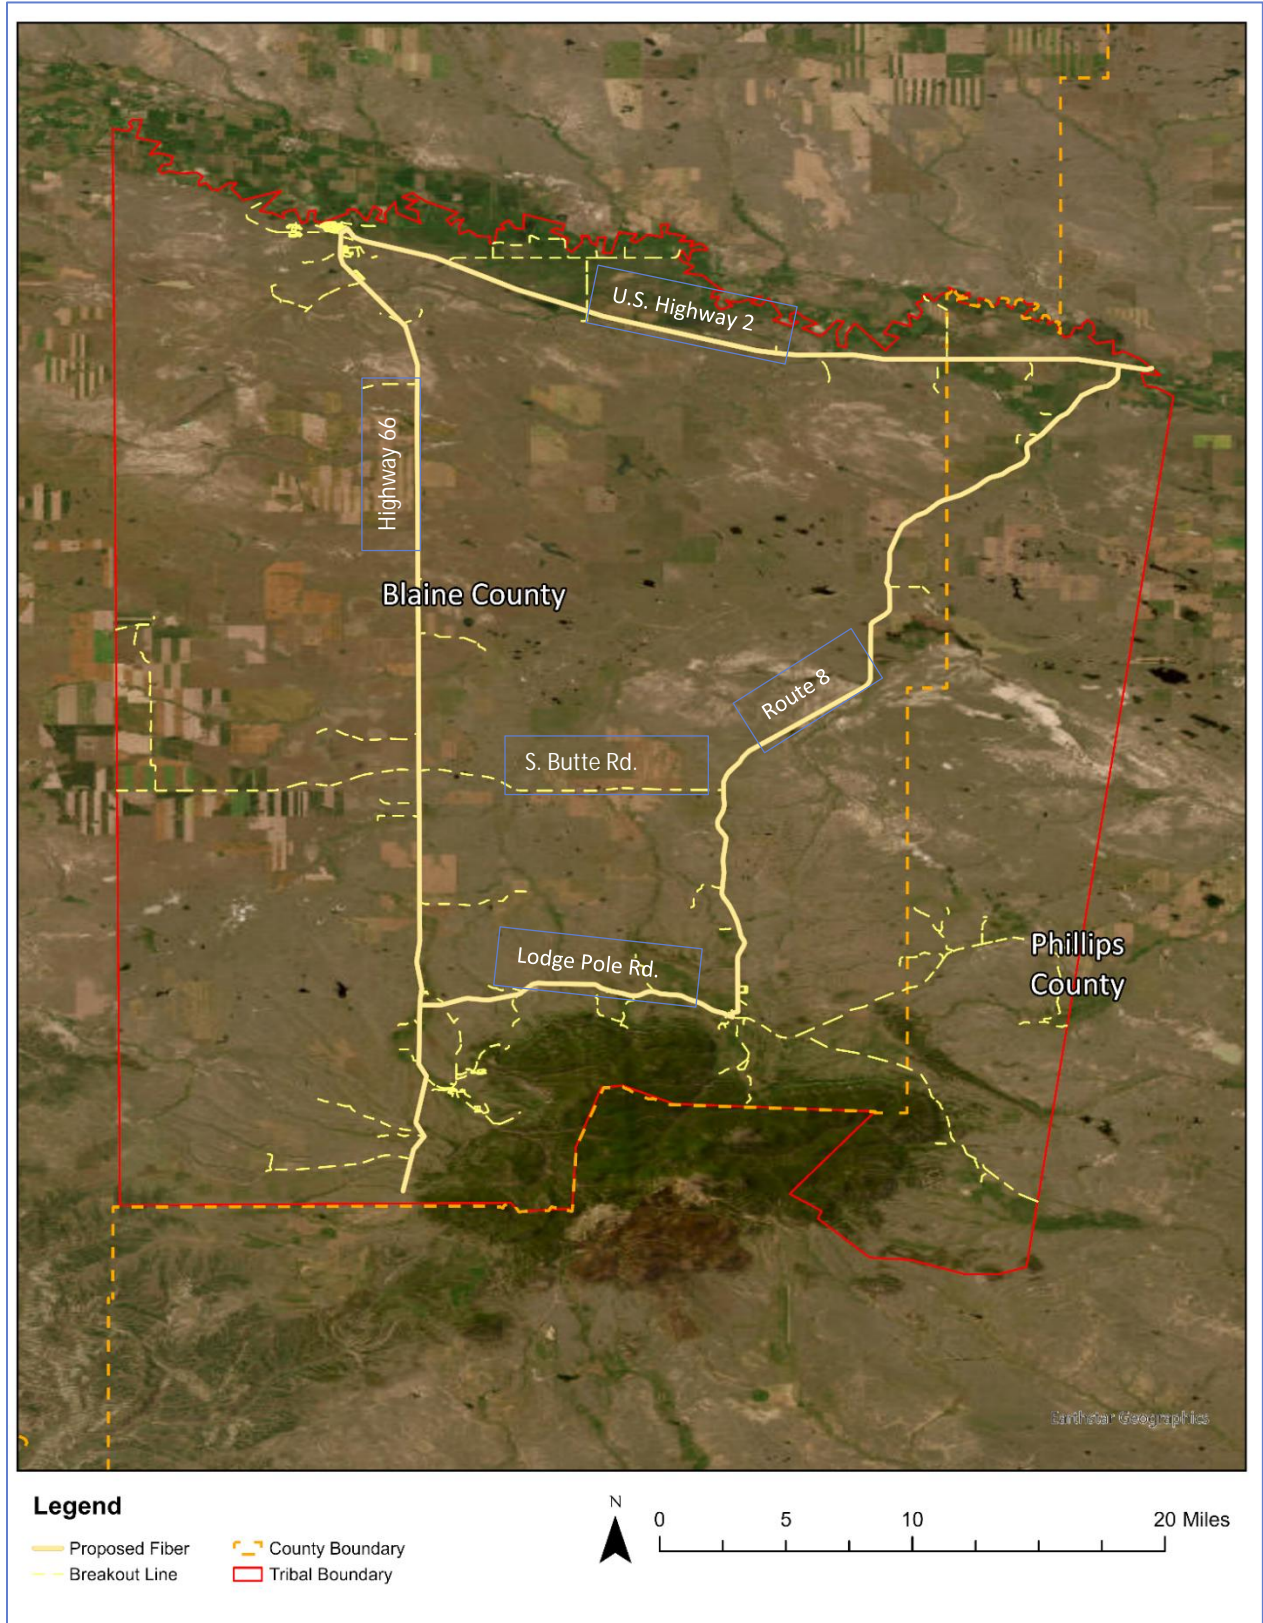 U.S. Highway 2
Highway 66
Blaine County
Route 8
S. Butte Rd.
Lodge Pole Rd.
Phillips
County
Earthstar Geographics
Legend
Proposed Fiber
County Boundary
Breakout Line
Tribal Boundary
N
0 5 10 20 Miles